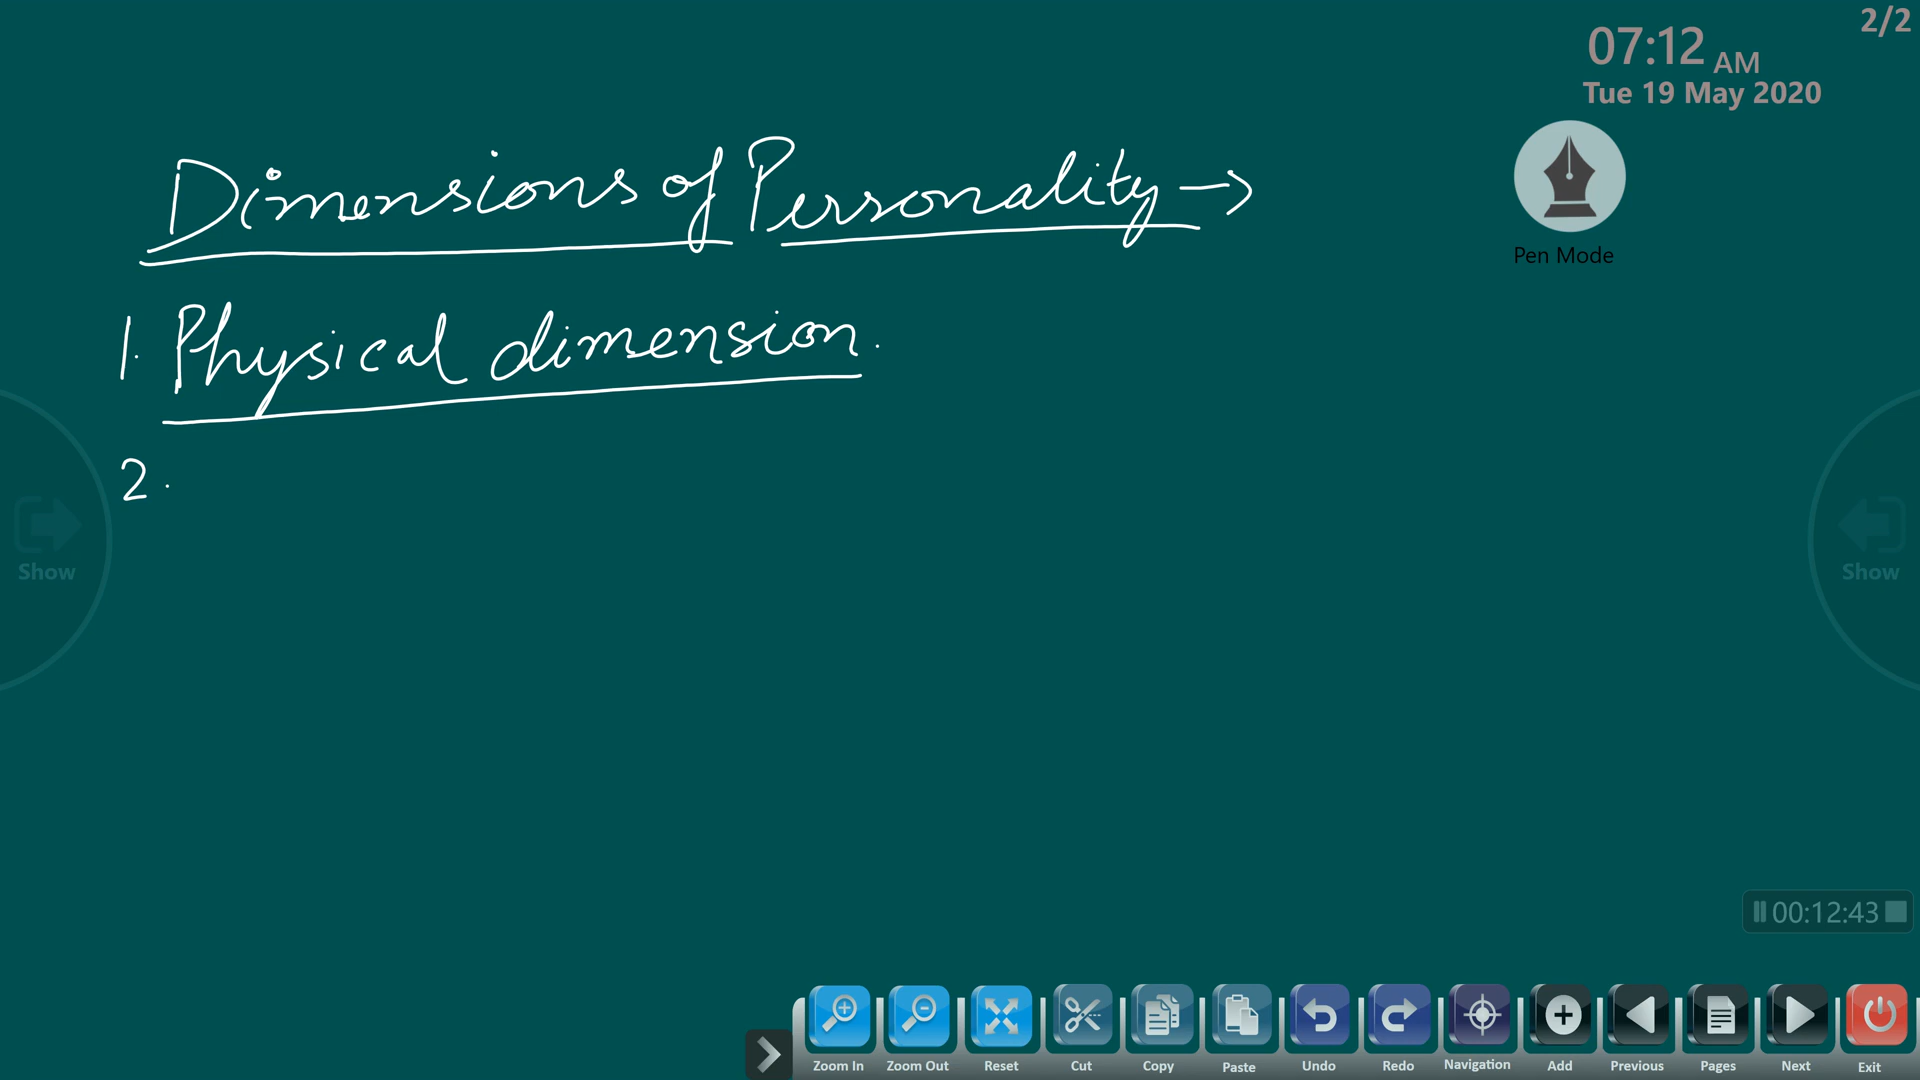 2/2
07:12 AM
Tue 19 May 2020
Pen Mode
Dimensions of Personality →
1. Physical dimension.
2.
Show
Show
00:12:43
Zoom In Zoom Out Reset Cut Copy Paste Undo Redo Navigation Add Previous Pages Next Exit